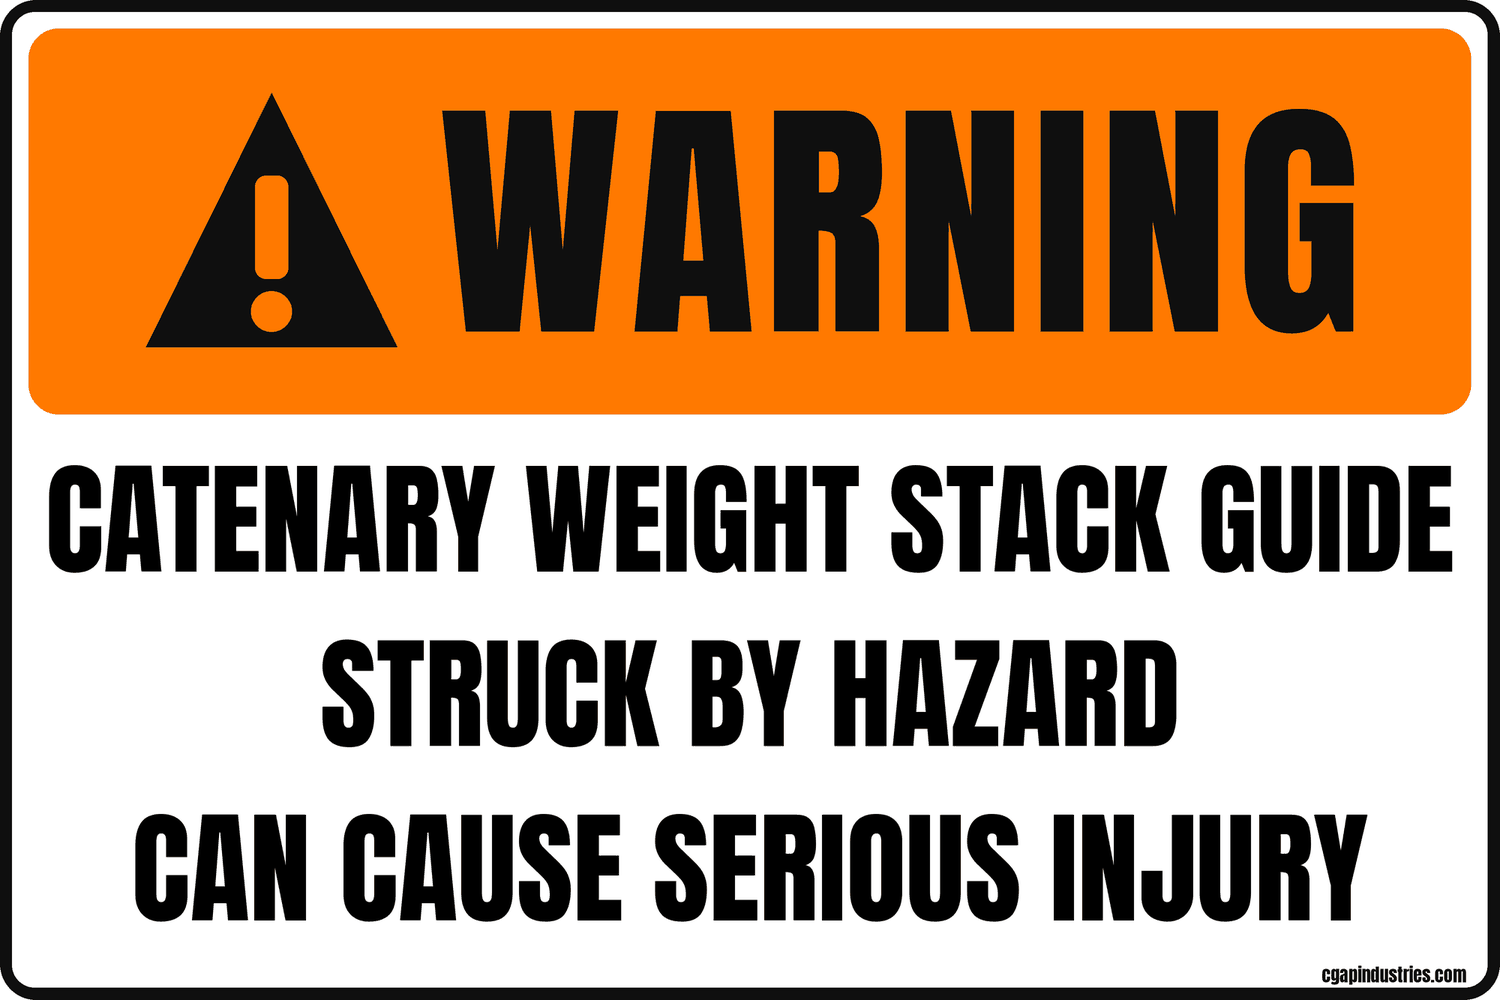 WARNING
CATENARY WEIGHT STACK GUIDE
STRUCK BY HAZARD
CAN CAUSE SERIOUS INJURY
cgapindustries.com